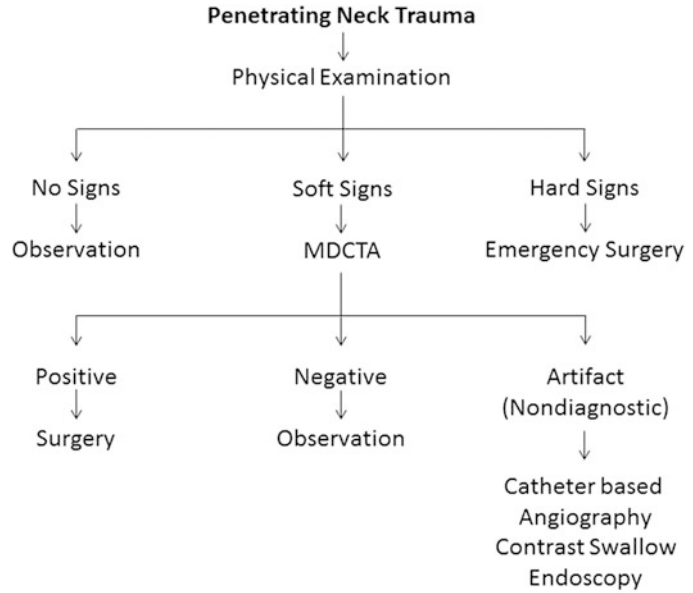 Penetrating Neck Trauma
Physical Examination
No Signs
Soft Signs
Hard Signs
Observation
MDCTA
Emergency Surgery
Positive
Negative
Artifact
(Nondiagnostic)
Surgery
Observation
Catheter based
Angiography
Contrast Swallow
Endoscopy